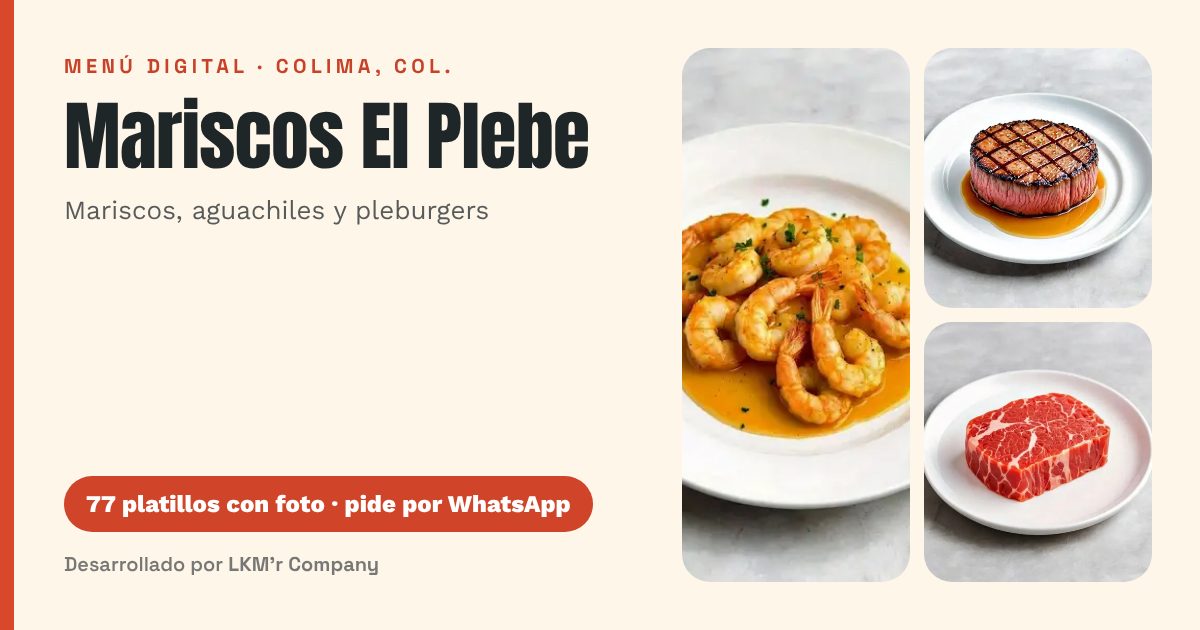 MENÚ DIGITAL · COLIMA, COL.
Mariscos El Plebe
Mariscos, aguachiles y pleburgers
77 platillos con foto · pide por WhatsApp
Desarrollado por LKM’r Company